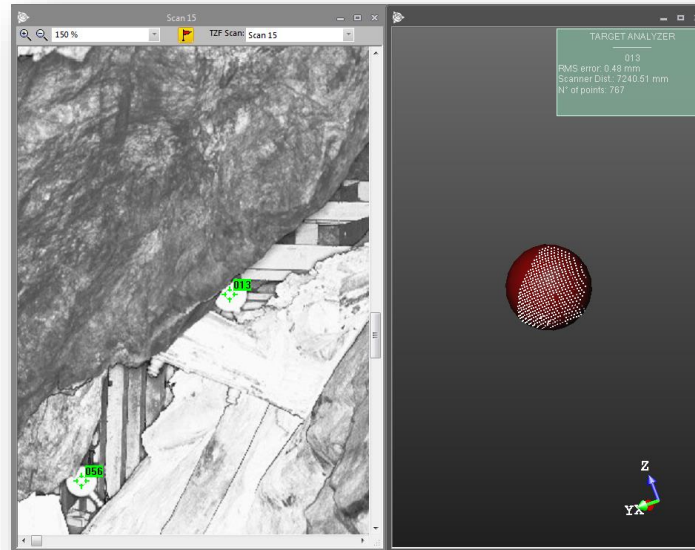 Scan 15
150 %
TZF Scan: Scan 15
013
056
TARGET ANALYZER
013
RMS error: 0.48 mm
Scanner Dist.: 7240.51 mm
N° of points: 767
Z
YX